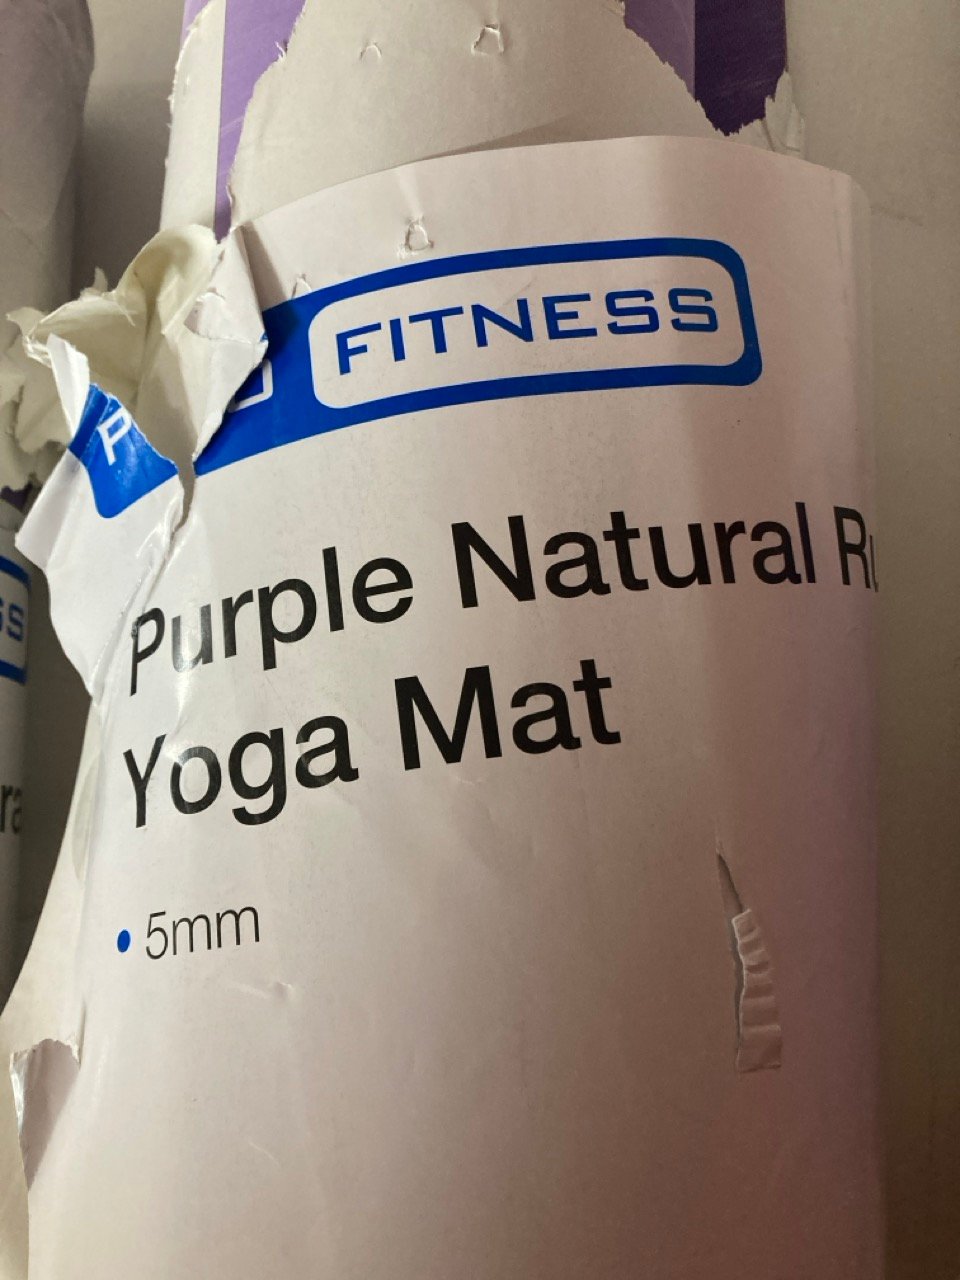 FITNESS
Purple Natural
Yoga Mat
• 5mm